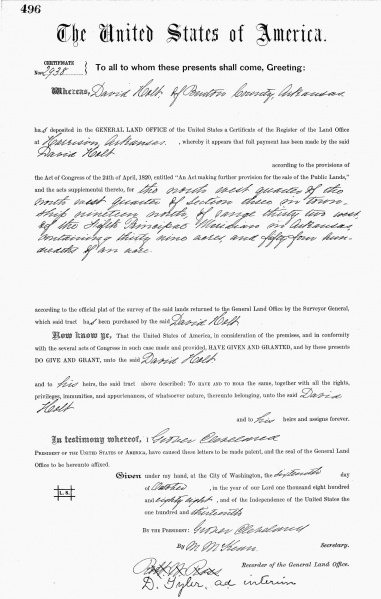 496
The United States of America.
CERTIFICATE
No. 2938
To all to whom these presents shall come, Greeting:
Whereas, David Holt of Benton County, Arkansas
has deposited in the GENERAL LAND OFFICE of the United States a Certificate of the Register of the Land Office
at Harrison, Arkansas, whereby it appears that full payment has been made by the said
David Holt
according to the provisions of
the Act of Congress of the 24th of April, 1820, entitled "An Act making further provision for the sale of the Public Lands,"
and the acts supplemental thereto, for the north west quarter of the
north west quarter of Section three in town-
ship nineteen north, of range thirty two west
of the Fifth Principal Meridian in Arkansas
containing thirty nine acres, and fifty four hun-
dredths of an acre
according to the official plat of the survey of the said lands returned to the General Land Office by the Surveyor General,
which said tract has been purchased by the said David Holt
Now know ye, That the United States of America, in consideration of the premises, and in conformity
with the several acts of Congress in such case made and provided, HAVE GIVEN AND GRANTED, and by these presents
DO GIVE AND GRANT, unto the said David Holt
and to his heirs, the said tract above described: To HAVE AND TO HOLD the same, together with all the rights,
privileges, immunities, and appurtenances, of whatsoever nature, thereunto belonging, unto the said David
Holt
and to his heirs and assigns forever.
In testimony whereof, I Grover Cleveland
PRESIDENT OF THE UNITED STATES OF AMERICA, have caused these letters to be made patent, and the seal of the General Land
Office to be hereunto affixed.
Given under my hand, at the City of Washington, the sixteenth day
of October, in the year of our Lord one thousand eight hundred
and eighty eight, and of the Independence of the United States the
one hundred and thirteenth
L. S.
BY THE PRESIDENT: Grover Cleveland
By M. McKean Secretary.
Robt W Ross Recorder of the General Land Office.
D. Tyler, ad interim